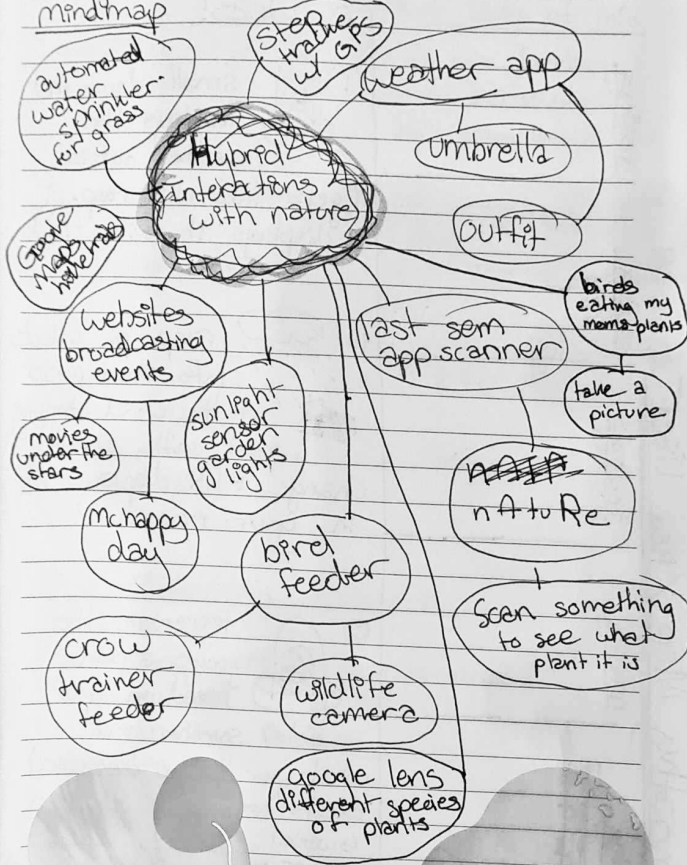 mindmap
automated
water
sprinkler
for grass
Step
tracker
w/ GPS
weather app
umbrella
outfit
Hybrid
Interactions
with nature
Google
maps
websites
broadcasting
events
movies
under the
stars
mchappy
day
sunlight
sensor
garden
lights
last sem
app scanner
birds
eating my
moms plants
take a
picture
nAtuRe
Scan something
to see what
plant it is
bird
feeder
crow
trainer
feeder
wildlife
camera
google lens
different species
of plants